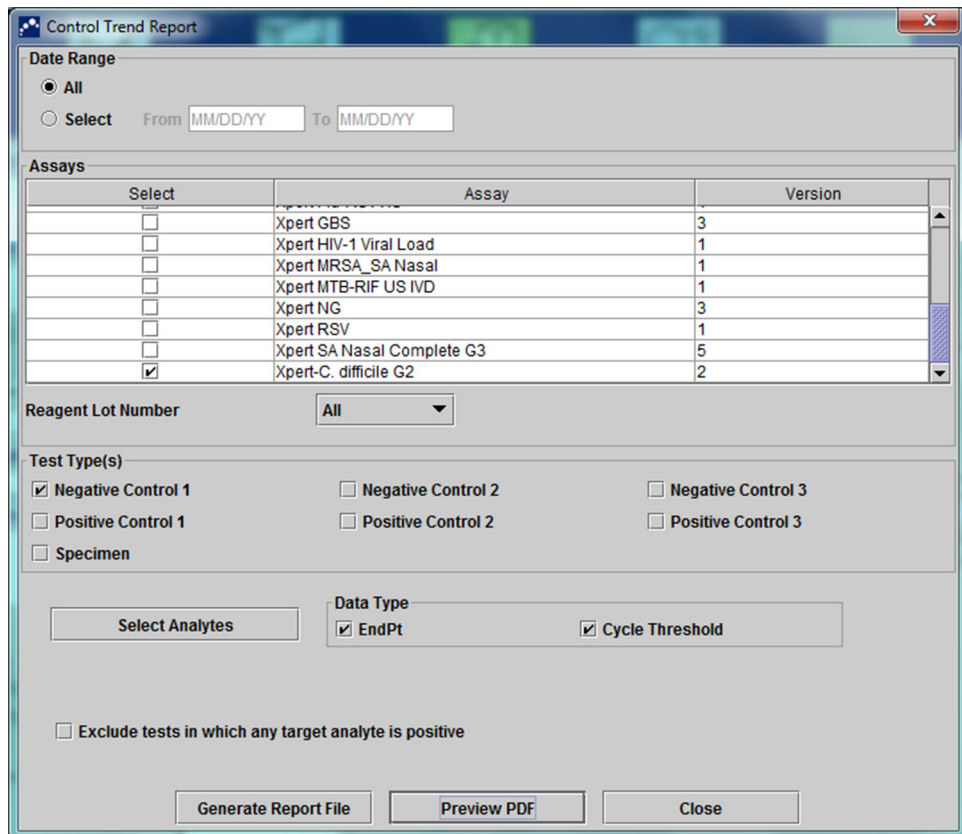 Control Trend Report
Date Range
All
Select From MM/DD/YY To MM/DD/YY
Assays
Select Assay Version
Xpert GBS 3
Xpert HIV-1 Viral Load 1
Xpert MRSA_SA Nasal 1
Xpert MTB-RIF US IVD 1
Xpert NG 3
Xpert RSV 1
Xpert SA Nasal Complete G3 5
Xpert-C. difficile G2 2
Reagent Lot Number All
Test Type(s)
Negative Control 1 Negative Control 2 Negative Control 3
Positive Control 1 Positive Control 2 Positive Control 3
Specimen
Data Type
Select Analytes EndPt Cycle Threshold
Exclude tests in which any target analyte is positive
Generate Report File Preview PDF Close